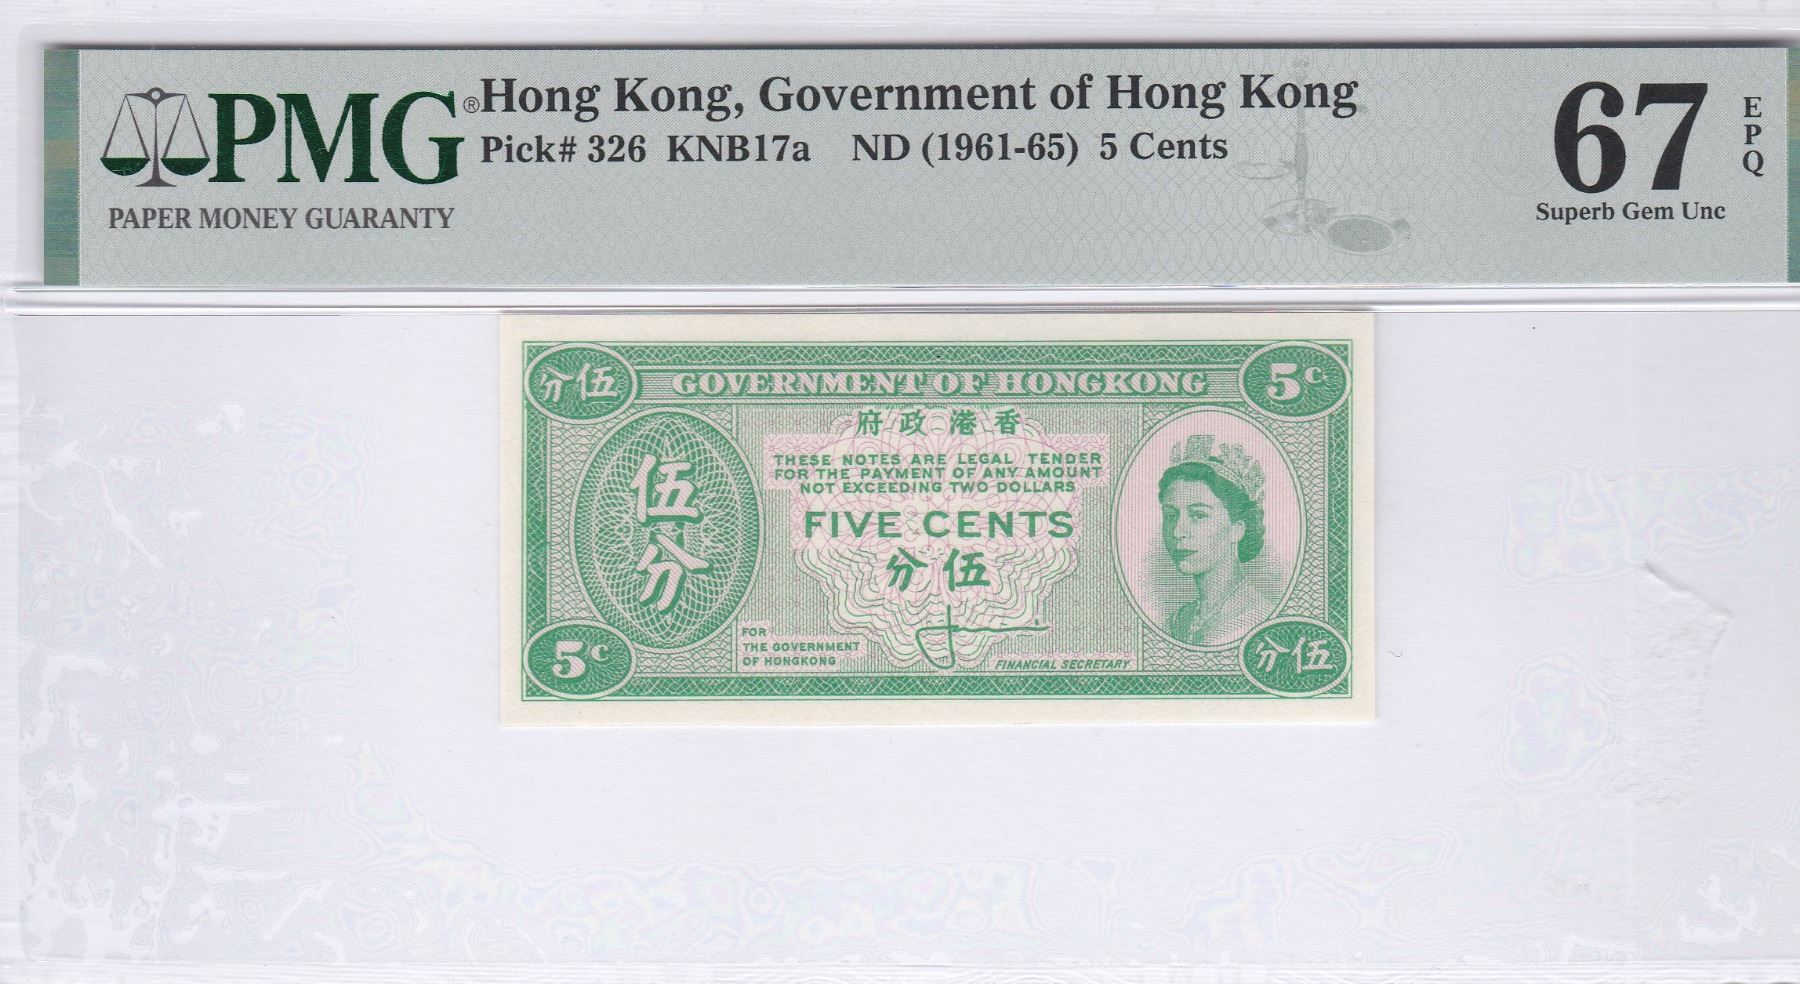 PMG®
PAPER MONEY GUARANTY
Hong Kong, Government of Hong Kong
Pick# 326 KNB17a ND (1961-65) 5 Cents
67
EPQ
Superb Gem Unc
分伍
GOVERNMENT OF HONGKONG
5c
府政港香
THESE NOTES ARE LEGAL TENDER
FOR THE PAYMENT OF ANY AMOUNT
NOT EXCEEDING TWO DOLLARS
伍分
FIVE CENTS
分伍
FOR
THE GOVERNMENT
OF HONGKONG
FINANCIAL SECRETARY
5c
分伍